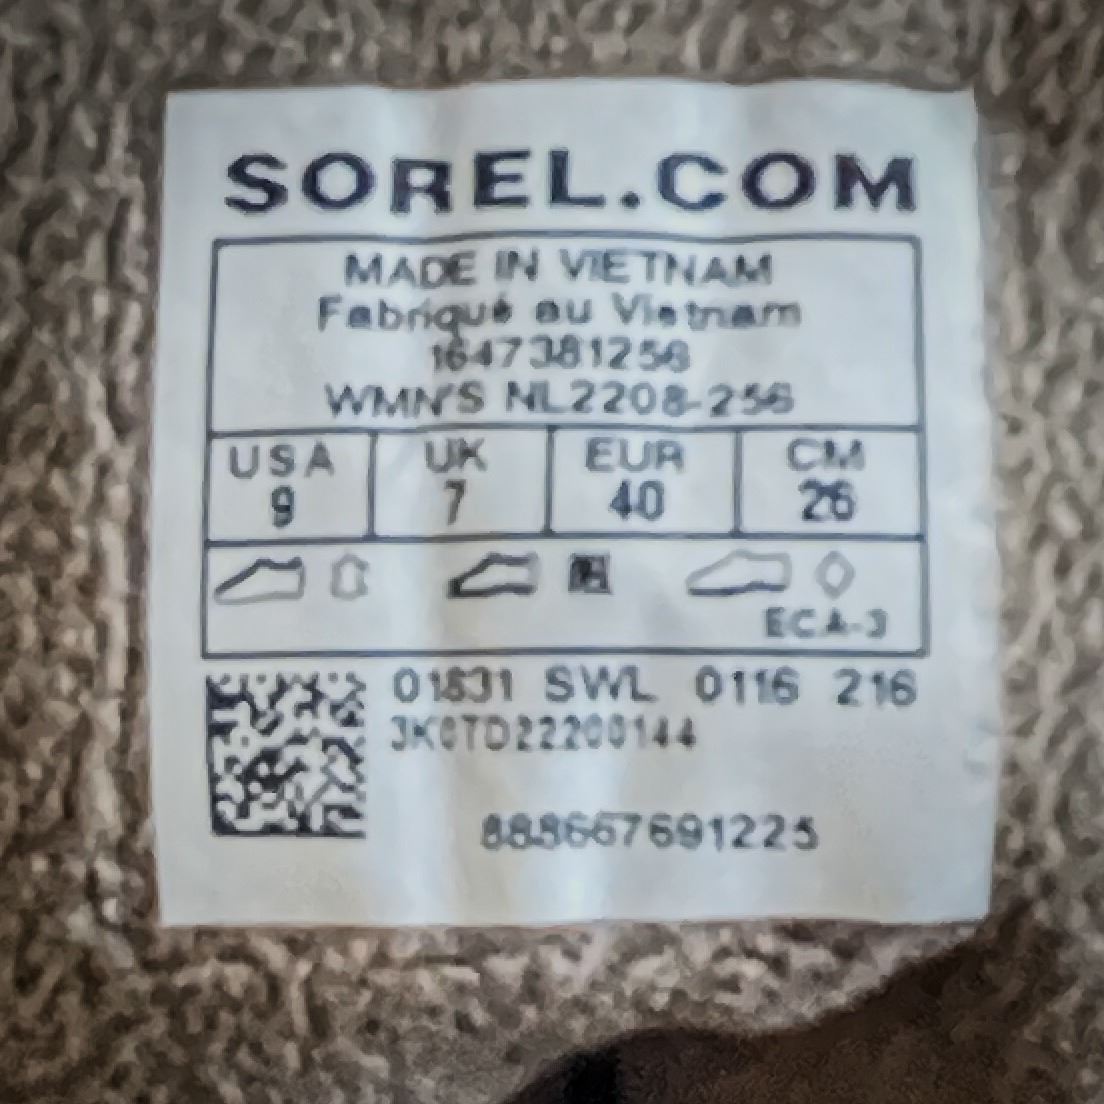 SOREL.COM
MADE IN VIETNAM
Fabriqué au Vietnam
1647381256
WMN'S NL2208-256
USA UK EUR CM
9 7 40 26
ECA-3
01831 SWL 0116 216
3K0TD22200144
888667691225